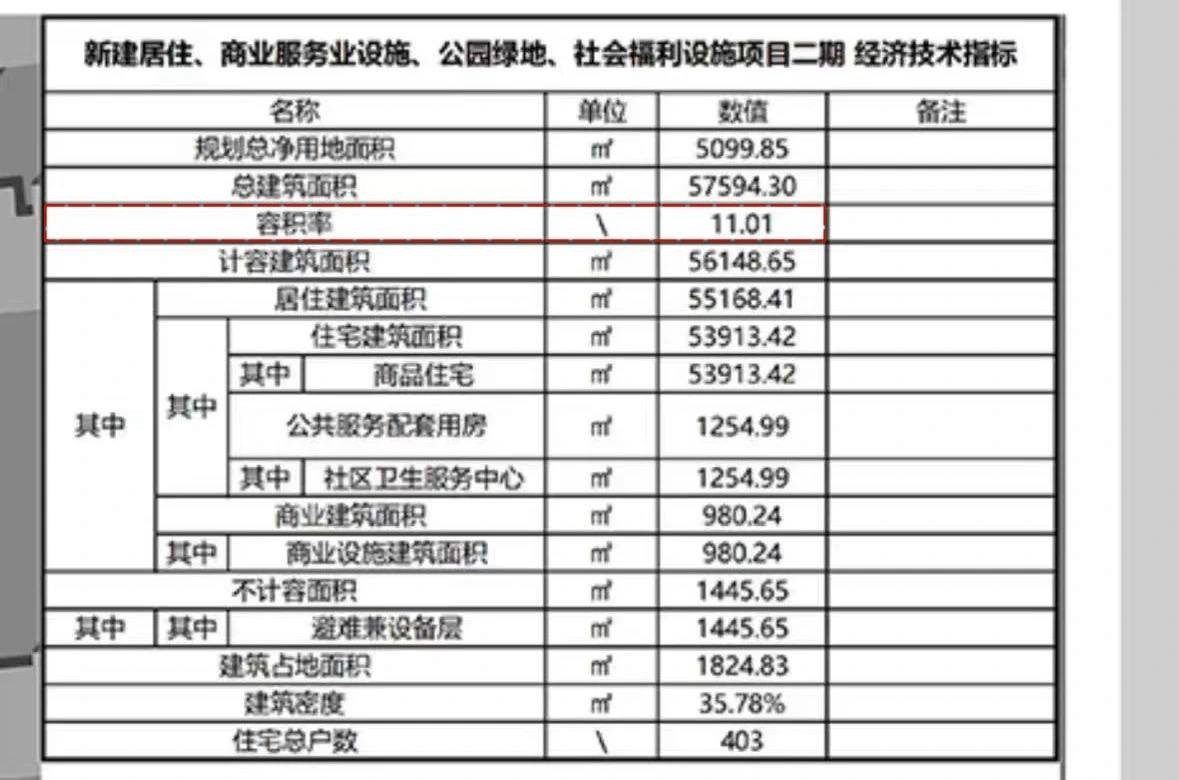 新建居住、商业服务业设施、公园绿地、社会福利设施项目二期 经济技术指标
名称 单位 数值 备注
规划总净用地面积 ㎡ 5099.85
总建筑面积 ㎡ 57594.30
容积率 \ 11.01
计容建筑面积 ㎡ 56148.65
其中 居住建筑面积 ㎡ 55168.41
其中 住宅建筑面积 ㎡ 53913.42
其中 商品住宅 ㎡ 53913.42
公共服务配套用房 ㎡ 1254.99
其中 社区卫生服务中心 ㎡ 1254.99
商业建筑面积 ㎡ 980.24
其中 商业设施建筑面积 ㎡ 980.24
不计容面积 ㎡ 1445.65
其中 其中 避难兼设备层 ㎡ 1445.65
建筑占地面积 ㎡ 1824.83
建筑密度 ㎡ 35.78%
住宅总户数 \ 403